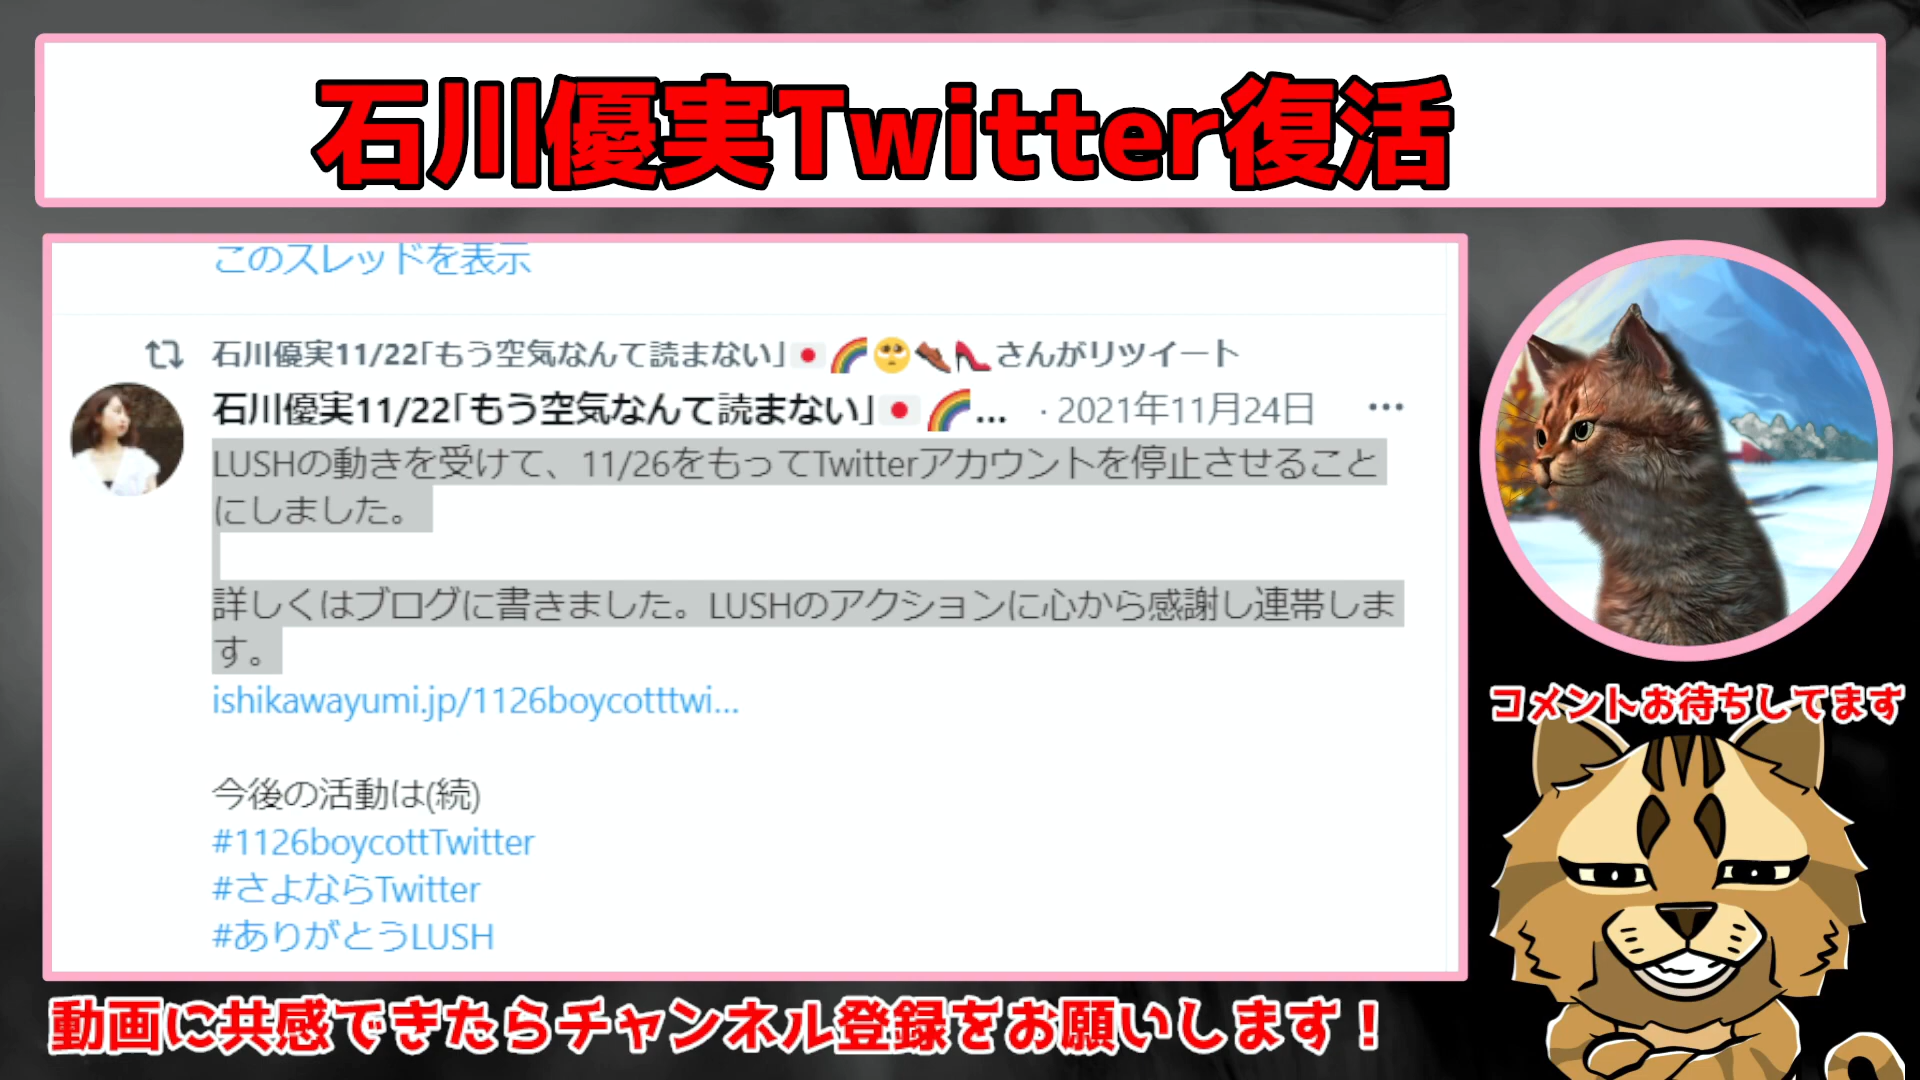 石川優実Twitter復活
このスレッドを表示
石川優実11/22「もう空気なんて読まない」🇯🇵🌈🥺👞👠さんがリツイート
石川優実11/22「もう空気なんて読まない」🇯🇵🌈... · 2021年11月24日 ···
LUSHの動きを受けて、11/26をもってTwitterアカウントを停止させること
にしました。
詳しくはブログに書きました。LUSHのアクションに心から感謝し連帯しま
す。
ishikawayumi.jp/1126boycotttwi...
今後の活動は(続)
#1126boycottTwitter
#さよならTwitter
#ありがとうLUSH
コメントお待ちしてます
動画に共感できたらチャンネル登録をお願いします！